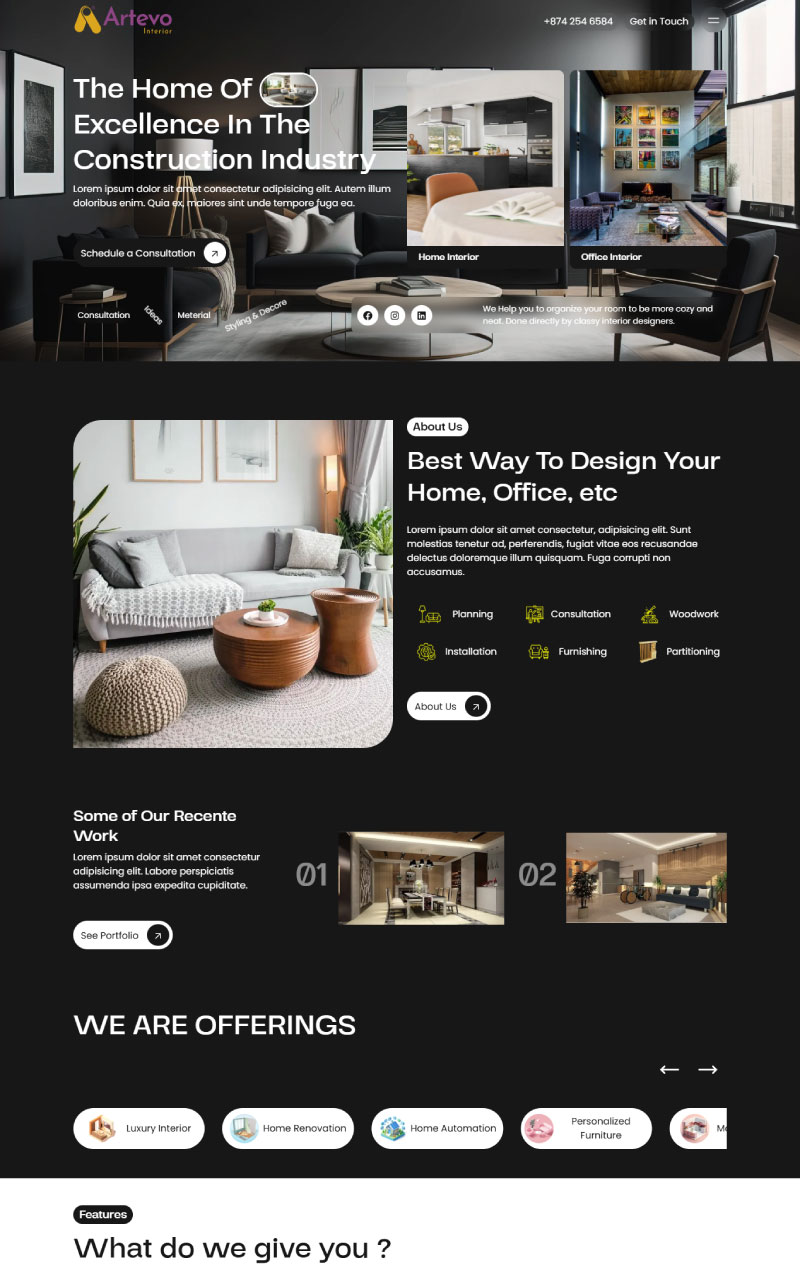 Artevo
Interior
+874 254 6584
Get in Touch
The Home Of
Excellence In The
Construction Industry
Lorem ipsum dolor sit amet consectetur adipisicing elit. Autem illum
doloribus enim. Quia ex, maiores sint unde tempore fuga ea.
Schedule a Consultation
Home Interior
Office Interior
Consultation
Ideas
Meterial
Styling & Decore
We Help you to organize your room to be more cozy and
neat. Done directly by classy interior designers.
About Us
Best Way To Design Your
Home, Office, etc
Lorem ipsum dolor sit amet consectetur, adipisicing elit. Sunt
molestias tenetur ad, perferendis, fugiat vitae eos recusandae
delectus doloremque illum quisquam. Fuga corrupti non
accusamus.
Planning
Consultation
Woodwork
Installation
Furnishing
Partitioning
About Us
Some of Our Recente
Work
Lorem ipsum dolor sit amet consectetur
adipisicing elit. Labore perspiciatis
assumenda ipsa expedita cupiditate.
See Portfolio
01
02
WE ARE OFFERINGS
Luxury Interior
Home Renovation
Home Automation
Personalized
Furniture
Features
What do we give you ?